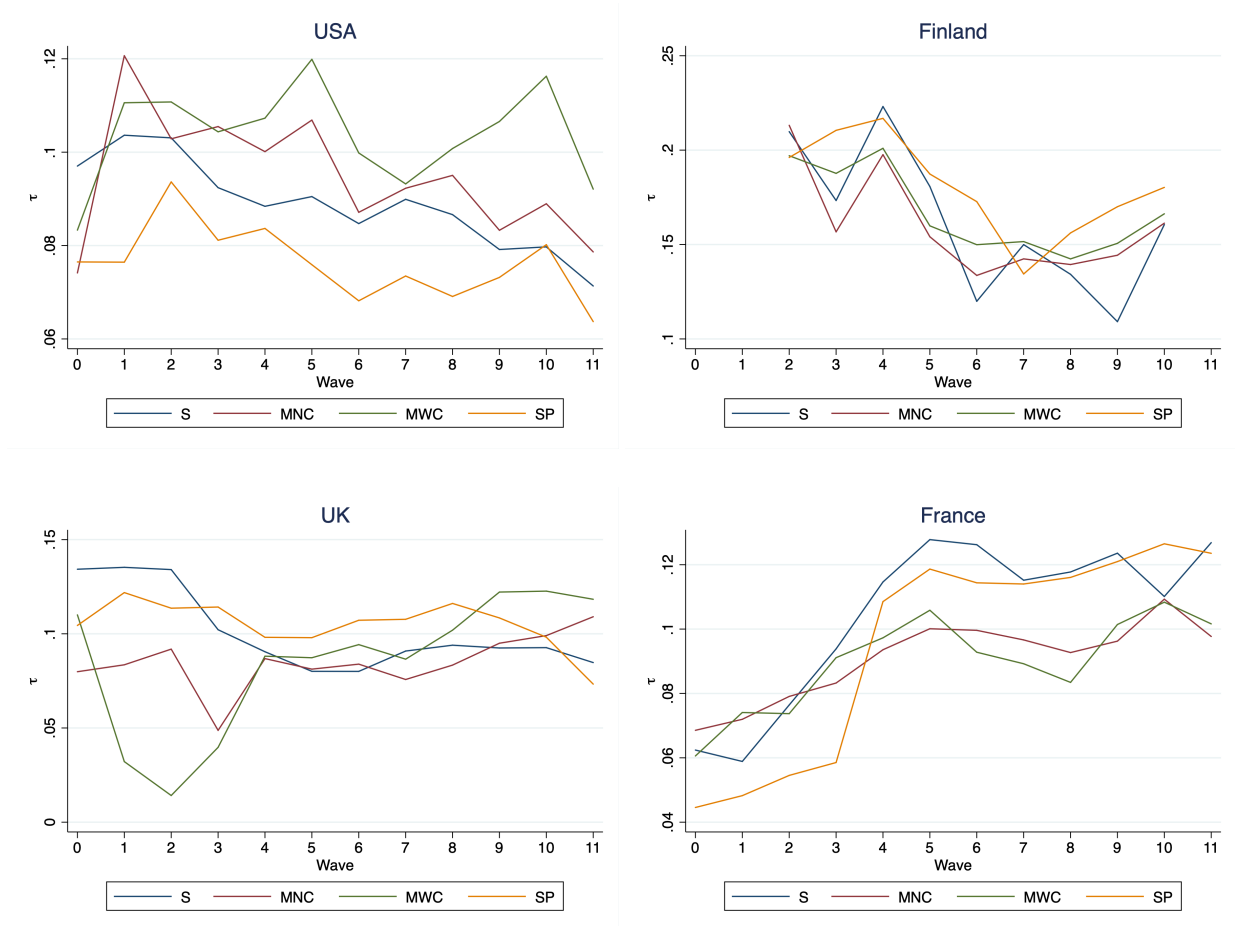 USA
.12
.1
.08
.06
τ
0 1 2 3 4 5 6 7 8 9 10 11
Wave
S MNC MWC SP
Finland
.25
.2
.15
.1
τ
0 1 2 3 4 5 6 7 8 9 10 11
Wave
S MNC MWC SP
UK
.15
.1
.05
0
τ
0 1 2 3 4 5 6 7 8 9 10 11
Wave
S MNC MWC SP
France
.12
.1
.08
.06
.04
τ
0 1 2 3 4 5 6 7 8 9 10 11
Wave
S MNC MWC SP